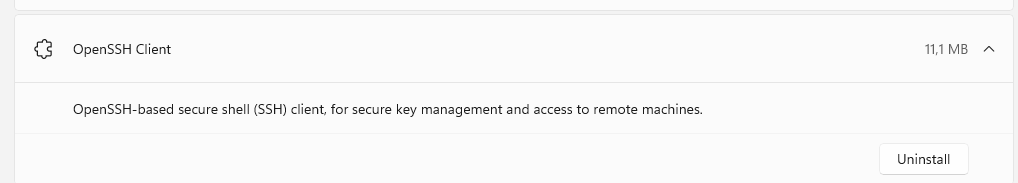 OpenSSH Client 11,1 MB
OpenSSH-based secure shell (SSH) client, for secure key management and access to remote machines.
Uninstall